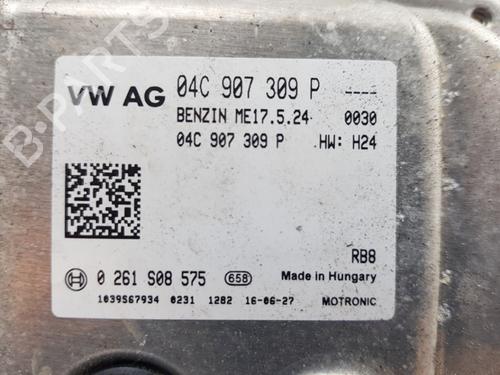 VW AG 04C 907 309 P ----
BENZIN ME17.5.24 0030
04C 907 309 P HW: H24
RB8
0 261 S08 575 658 Made in Hungary
1039S67934 0231 1282 16-06-27 MOTRONIC
B-PARTS